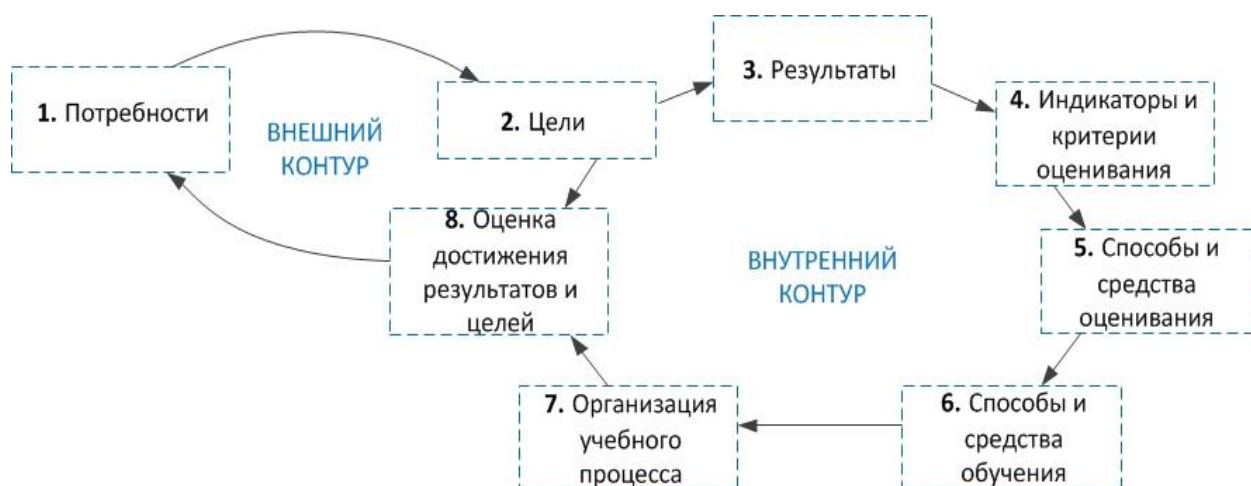 1. Потребности
ВНЕШНИЙ
КОНТУР
2. Цели
3. Результаты
4. Индикаторы и
критерии
оценивания
5. Способы и
средства
оценивания
6. Способы и
средства
обучения
7. Организация
учебного
процесса
8. Оценка
достижения
результатов и
целей
ВНУТРЕННИЙ
КОНТУР